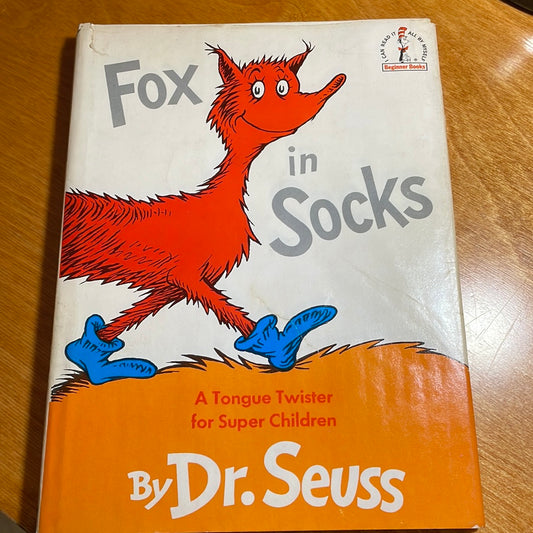 I CAN READ IT ALL BY MYSELF
Beginner Books
Fox
in
Socks
A Tongue Twister
for Super Children
By Dr. Seuss